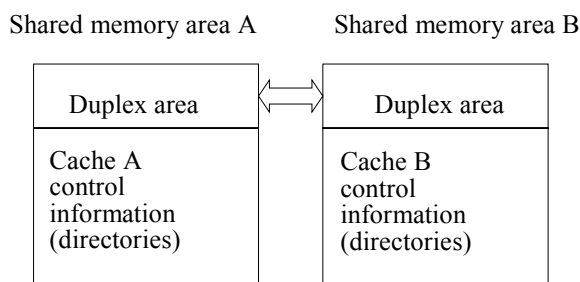 Shared memory area A
Shared memory area B
Duplex area
Duplex area
Cache A
control
information
(directories)
Cache B
control
information
(directories)